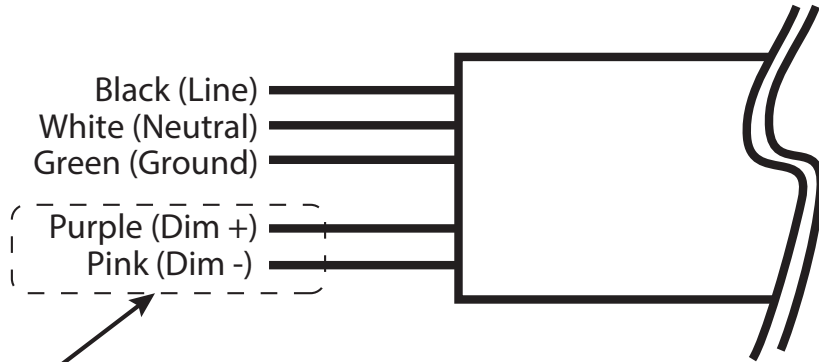 Black (Line)
White (Neutral)
Green (Ground)
Purple (Dim +)
Pink (Dim -)